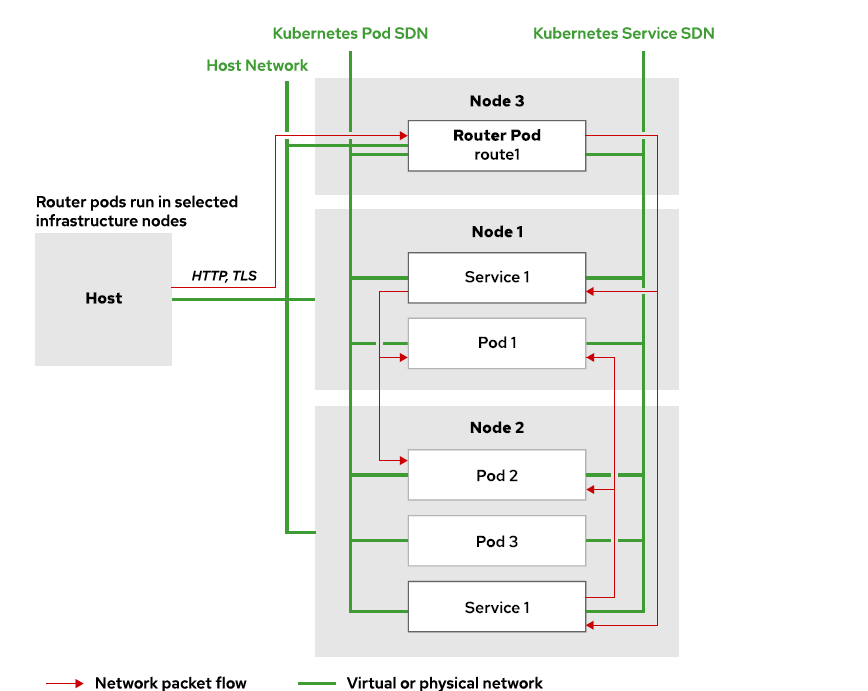 Kubernetes Pod SDN
Kubernetes Service SDN
Host Network
Node 3
Router Pod
route1
Router pods run in selected
infrastructure nodes
Host
HTTP, TLS
Node 1
Service 1
Pod 1
Node 2
Pod 2
Pod 3
Service 1
Network packet flow
Virtual or physical network